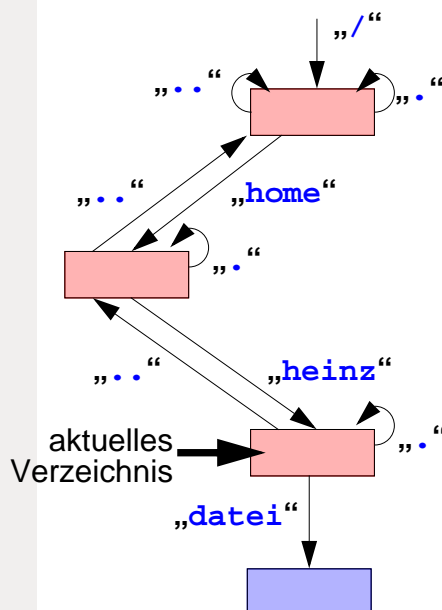 „/“
„..“
„.“
„..“
„home“
„.“
„..“
„heinz“
aktuelles
Verzeichnis
„.“
„datei“